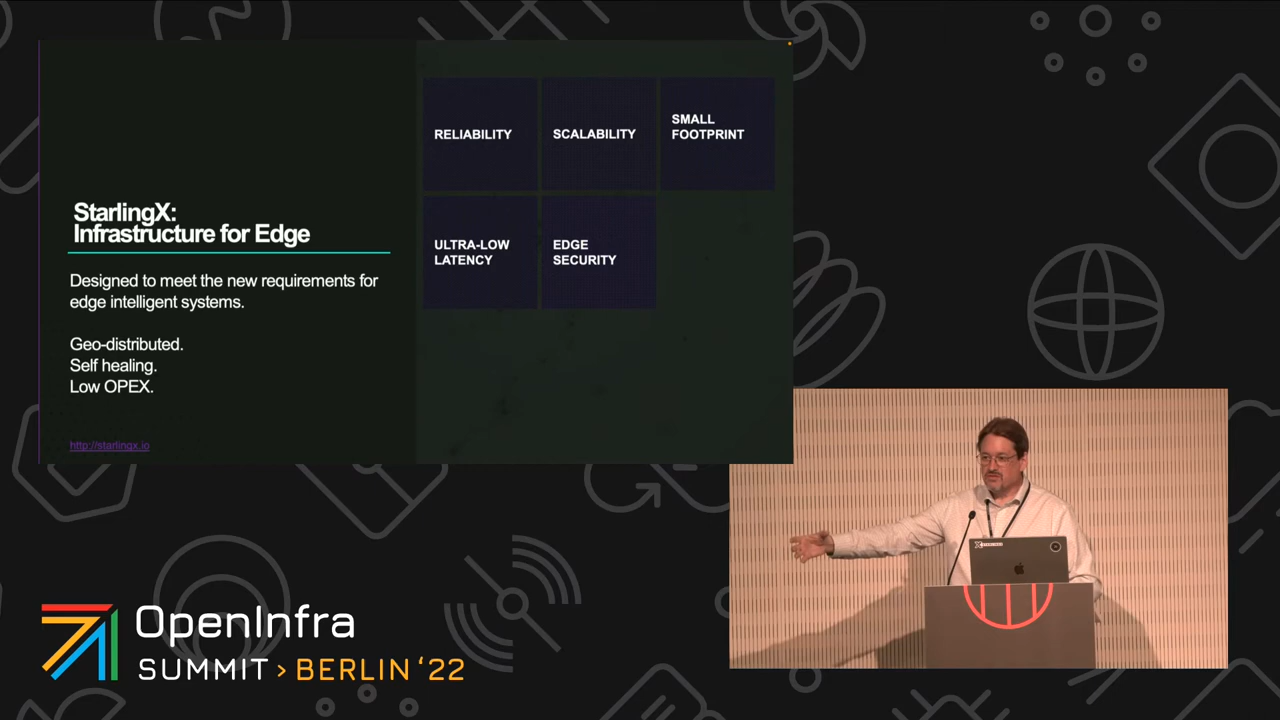 StarlingX:
Infrastructure for Edge
Designed to meet the new requirements for
edge intelligent systems.
Geo-distributed.
Self healing.
Low OPEX.
http://starlingx.io
RELIABILITY
SCALABILITY
SMALL
FOOTPRINT
ULTRA-LOW
LATENCY
EDGE
SECURITY
STARLINGX
OpenInfra
SUMMIT > BERLIN ‘22